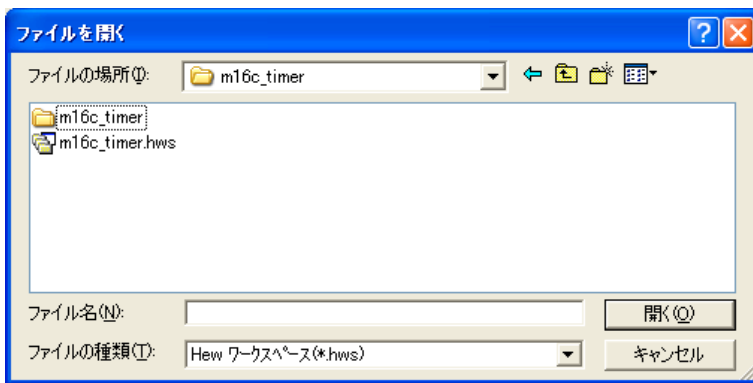 ファイルを開く
ファイルの場所(I): m16c_timer
m16c_timer
m16c_timer.hws
ファイル名(N): 開く(O)
ファイルの種類(T): Hew ワークスペース(*.hws) キャンセル